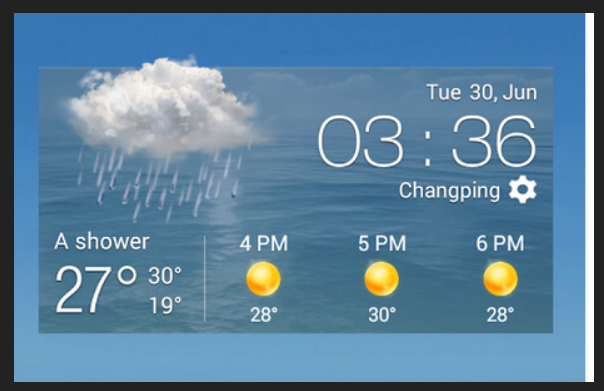 Tue 30, Jun
03 : 36
Changping
A shower
27° 30° 19°
4 PM 5 PM 6 PM
28° 30° 28°